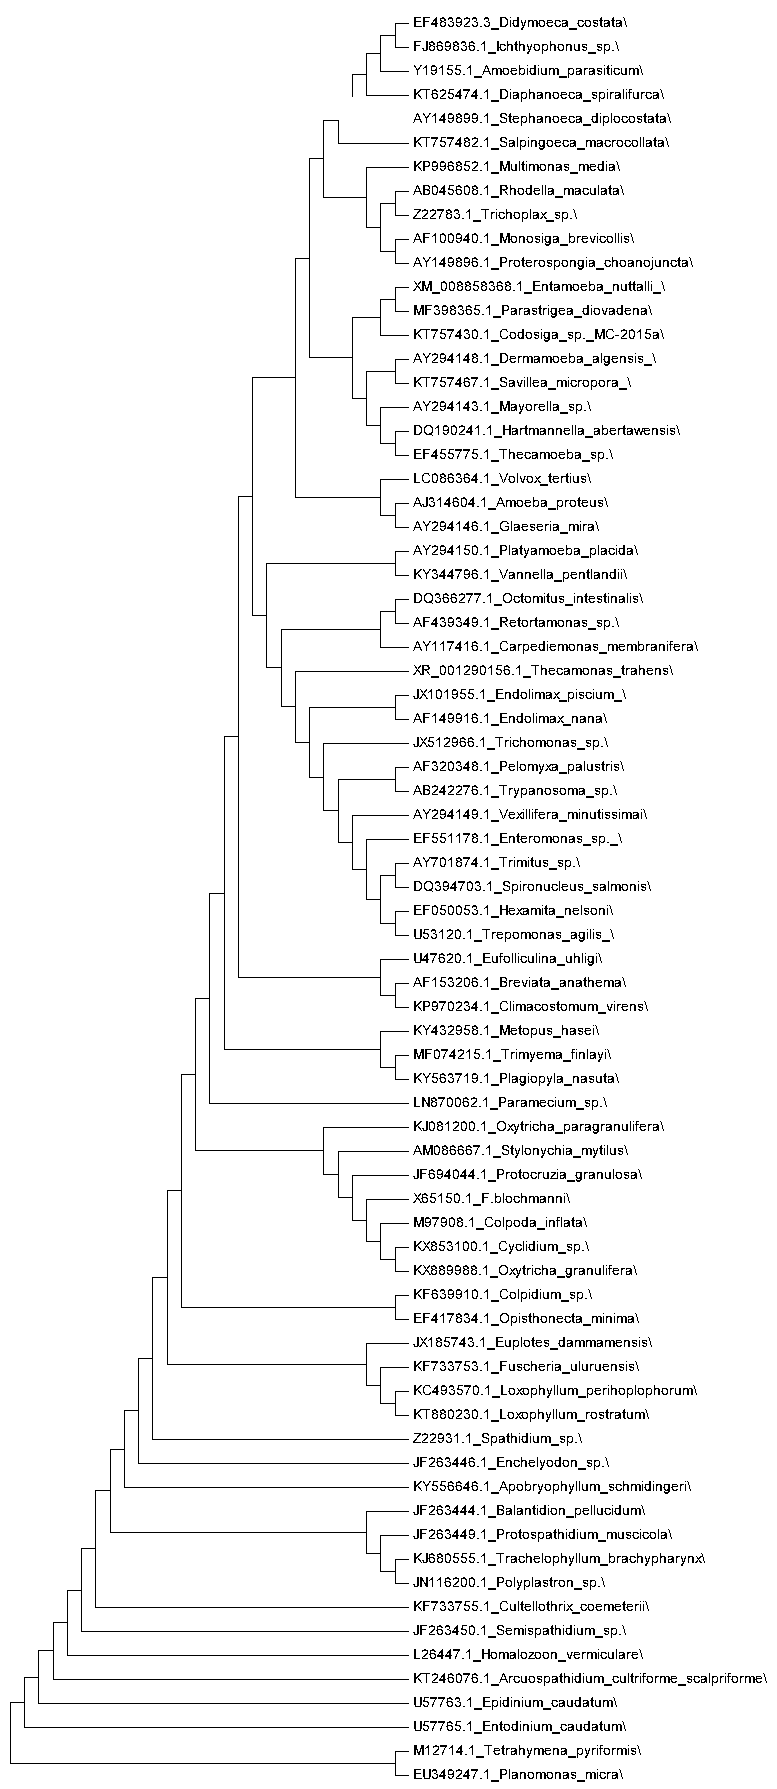 EF483923.3_Didymoeca_costata\
FJ869836.1_Ichthyophonus_sp.\
Y19155.1_Amoebidium_parasiticum\
KT625474.1_Diaphanoeca_spiralifurca\
AY149899.1_Stephanoeca_diplocostata\
KT757482.1_Salpingoeca_macrocollata\
KP996852.1_Multimonas_media\
AB045608.1_Rhodella_maculata\
Z22783.1_Trichoplax_sp.\
AF100940.1_Monosiga_brevicollis\
AY149896.1_Proterospongia_choanojuncta\
XM_008858368.1_Entamoeba_nuttalli_\
MF398365.1_Parastrigea_diovadena\
KT757430.1_Codosiga_sp._MC-2015a\
AY294148.1_Dermamoeba_algensis_\
KT757467.1_Savillea_micropora_\
AY294143.1_Mayorella_sp.\
DQ190241.1_Hartmannella_abertawensis\
EF455775.1_Thecamoeba_sp.\
LC086364.1_Volvox_tertius\
AJ314604.1_Amoeba_proteus\
AY294146.1_Glaeseria_mira\
AY294150.1_Platyamoeba_placida\
KY344796.1_Vannella_pentlandii\
DQ366277.1_Octomitus_intestinalis\
AF439349.1_Retortamonas_sp.\
AY117416.1_Carpediemonas_membranifera\
XR_001290156.1_Thecamonas_trahens\
JX101955.1_Endolimax_piscium_\
AF149916.1_Endolimax_nana\
JX512966.1_Trichomonas_sp.\
AF320348.1_Pelomyxa_palustris\
AB242276.1_Trypanosoma_sp.\
AY294149.1_Vexillifera_minutissimai\
EF551178.1_Enteromonas_sp._\
AY701874.1_Trimitus_sp.\
DQ394703.1_Spironucleus_salmonis\
EF050053.1_Hexamita_nelsoni\
U53120.1_Trepomonas_agilis_\
U47620.1_Eufolliculina_uhligi\
AF153206.1_Breviata_anathema\
KP970234.1_Climacostomum_virens\
KY432958.1_Metopus_hasei\
MF074215.1_Trimyema_finlayi\
KY563719.1_Plagiopyla_nasuta\
LN870062.1_Paramecium_sp.\
KJ081200.1_Oxytricha_paragranulifera\
AM086667.1_Stylonychia_mytilus\
JF694044.1_Protocruzia_granulosa\
X65150.1_F.blochmanni\
M97908.1_Colpoda_inflata\
KX853100.1_Cyclidium_sp.\
KX889988.1_Oxytricha_granulifera\
KF639910.1_Colpidium_sp.\
EF417834.1_Opisthonecta_minima\
JX185743.1_Euplotes_dammamensis\
KF733753.1_Fuscheria_uluruensis\
KC493570.1_Loxophyllum_perihoplophorum\
KT880230.1_Loxophyllum_rostratum\
Z22931.1_Spathidium_sp.\
JF263446.1_Enchelyodon_sp.\
KY556646.1_Apobryophyllum_schmidingeri\
JF263444.1_Balantidion_pellucidum\
JF263449.1_Protospathidium_muscicola\
KJ680555.1_Trachelophyllum_brachypharynx\
JN116200.1_Polyplastron_sp.\
KF733755.1_Cultellothrix_coemeterii\
JF263450.1_Semispathidium_sp.\
L26447.1_Homalozoon_vermiculare\
KT246076.1_Arcuospathidium_cultriforme_scalpriforme\
U57763.1_Epidinium_caudatum\
U57765.1_Entodinium_caudatum\
M12714.1_Tetrahymena_pyriformis\
EU349247.1_Planomonas_micra\